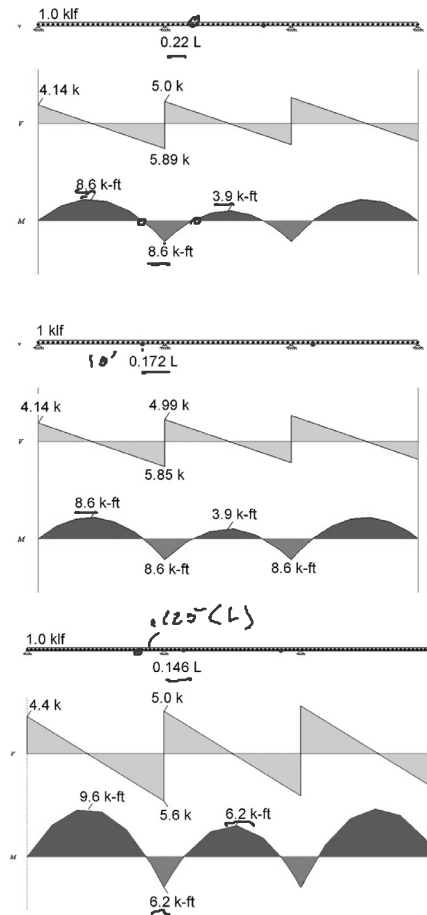 1.0 klf
0.22 L
4.14 k
5.0 k
V
5.89 k
8.6 k-ft
3.9 k-ft
M
8.6 k-ft
1 klf
10'
0.172 L
4.14 k
4.99 k
V
5.85 k
8.6 k-ft
3.9 k-ft
M
8.6 k-ft
8.6 k-ft
.125(L)
1.0 klf
0.146 L
4.4 k
5.0 k
V
9.6 k-ft
5.6 k
6.2 k-ft
M
6.2 k-ft